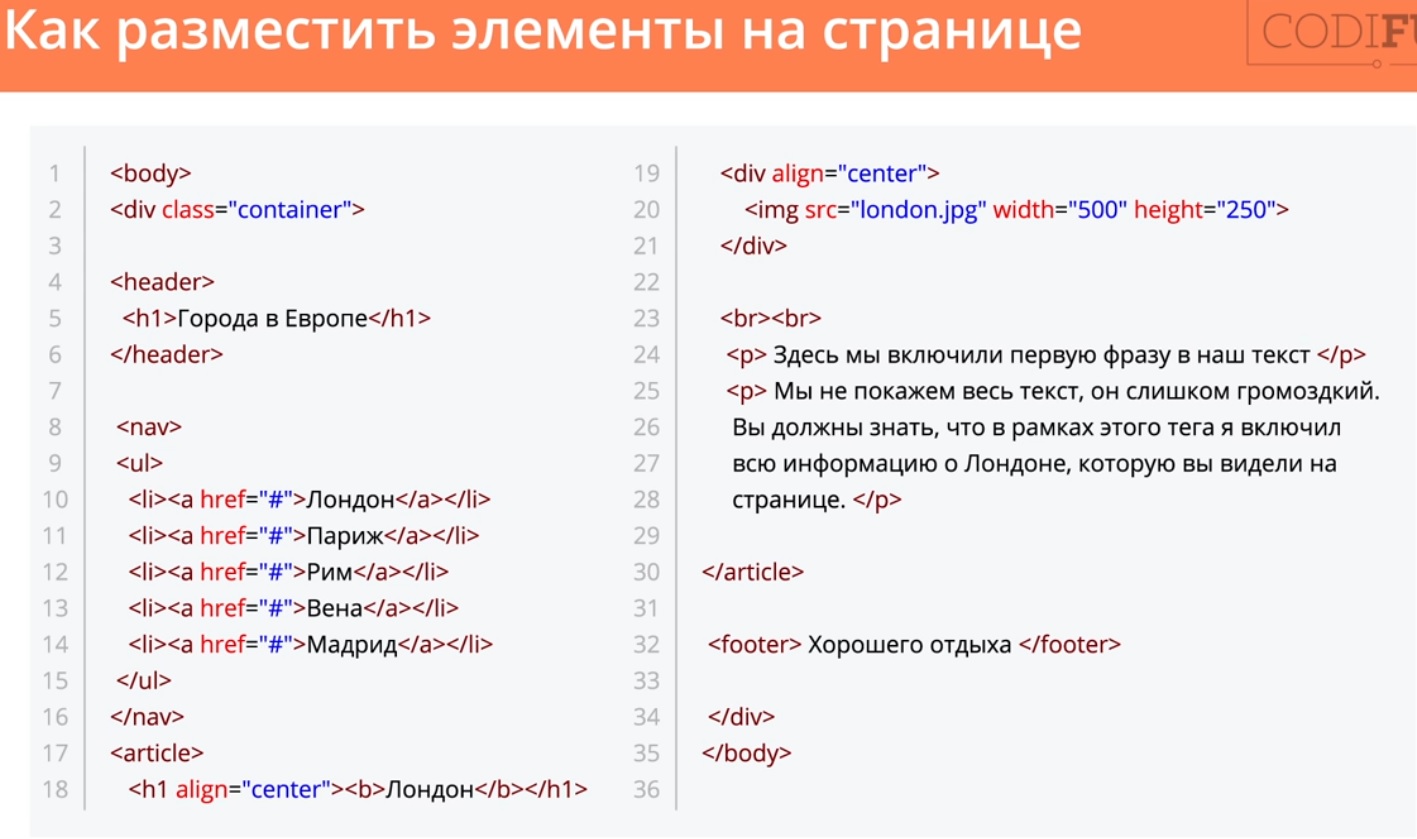 Как разместить элементы на странице
1 <body>
2 <div class="container">
3
4 <header>
5 <h1>Города в Европе</h1>
6 </header>
7
8 <nav>
9 <ul>
10 <li><a href="#">Лондон</a></li>
11 <li><a href="#">Париж</a></li>
12 <li><a href="#">Рим</a></li>
13 <li><a href="#">Вена</a></li>
14 <li><a href="#">Мадрид</a></li>
15 </ul>
16 </nav>
17 <article>
18 <h1 align="center"><b>Лондон</b></h1>
19 <div align="center">
20 <img src="london.jpg" width="500" height="250">
21 </div>
22
23 <br><br>
24 <p> Здесь мы включили первую фразу в наш текст </p>
25 <p> Мы не покажем весь текст, он слишком громоздкий.
26 Вы должны знать, что в рамках этого тега я включил
27 всю информацию о Лондоне, которую вы видели на
28 странице. </p>
29
30 </article>
31
32 <footer> Хорошего отдыха </footer>
33
34 </div>
35 </body>
36